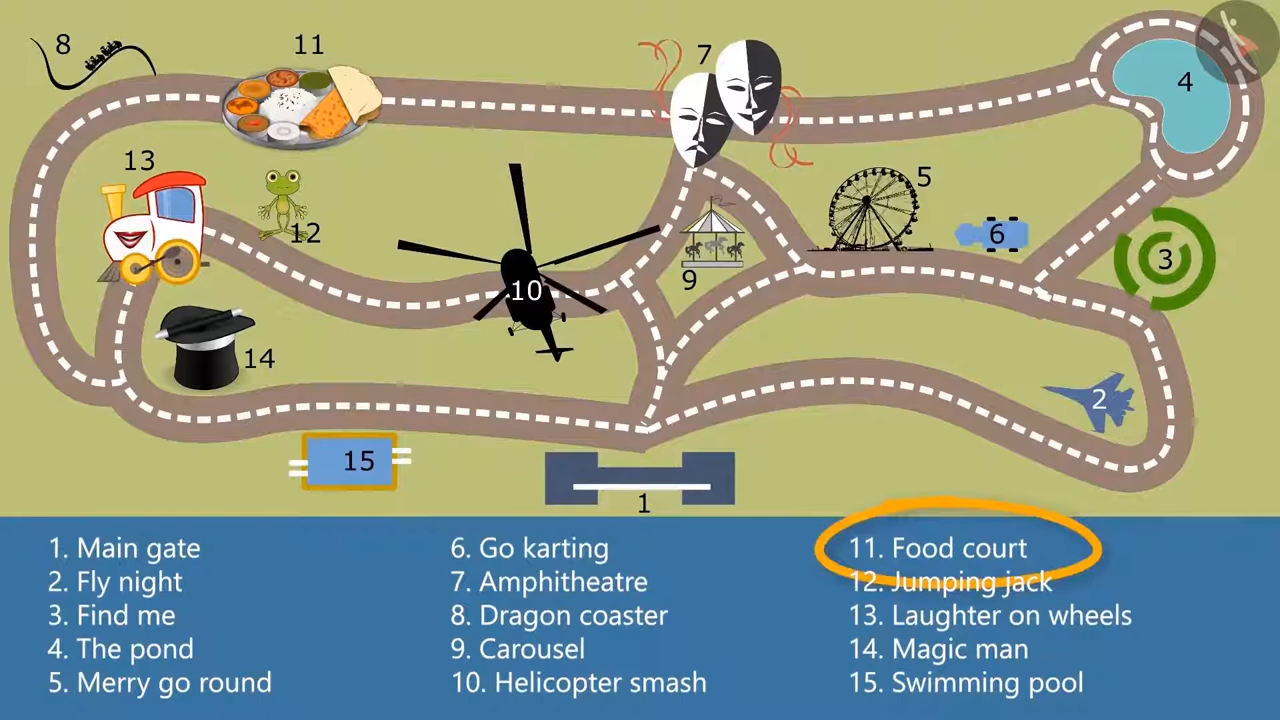 8
11
7
4
13
5
12
6
3
9
10
14
2
15
1
1. Main gate
2. Fly night
3. Find me
4. The pond
5. Merry go round
6. Go karting
7. Amphitheatre
8. Dragon coaster
9. Carousel
10. Helicopter smash
11. Food court
12. Jumping jack
13. Laughter on wheels
14. Magic man
15. Swimming pool